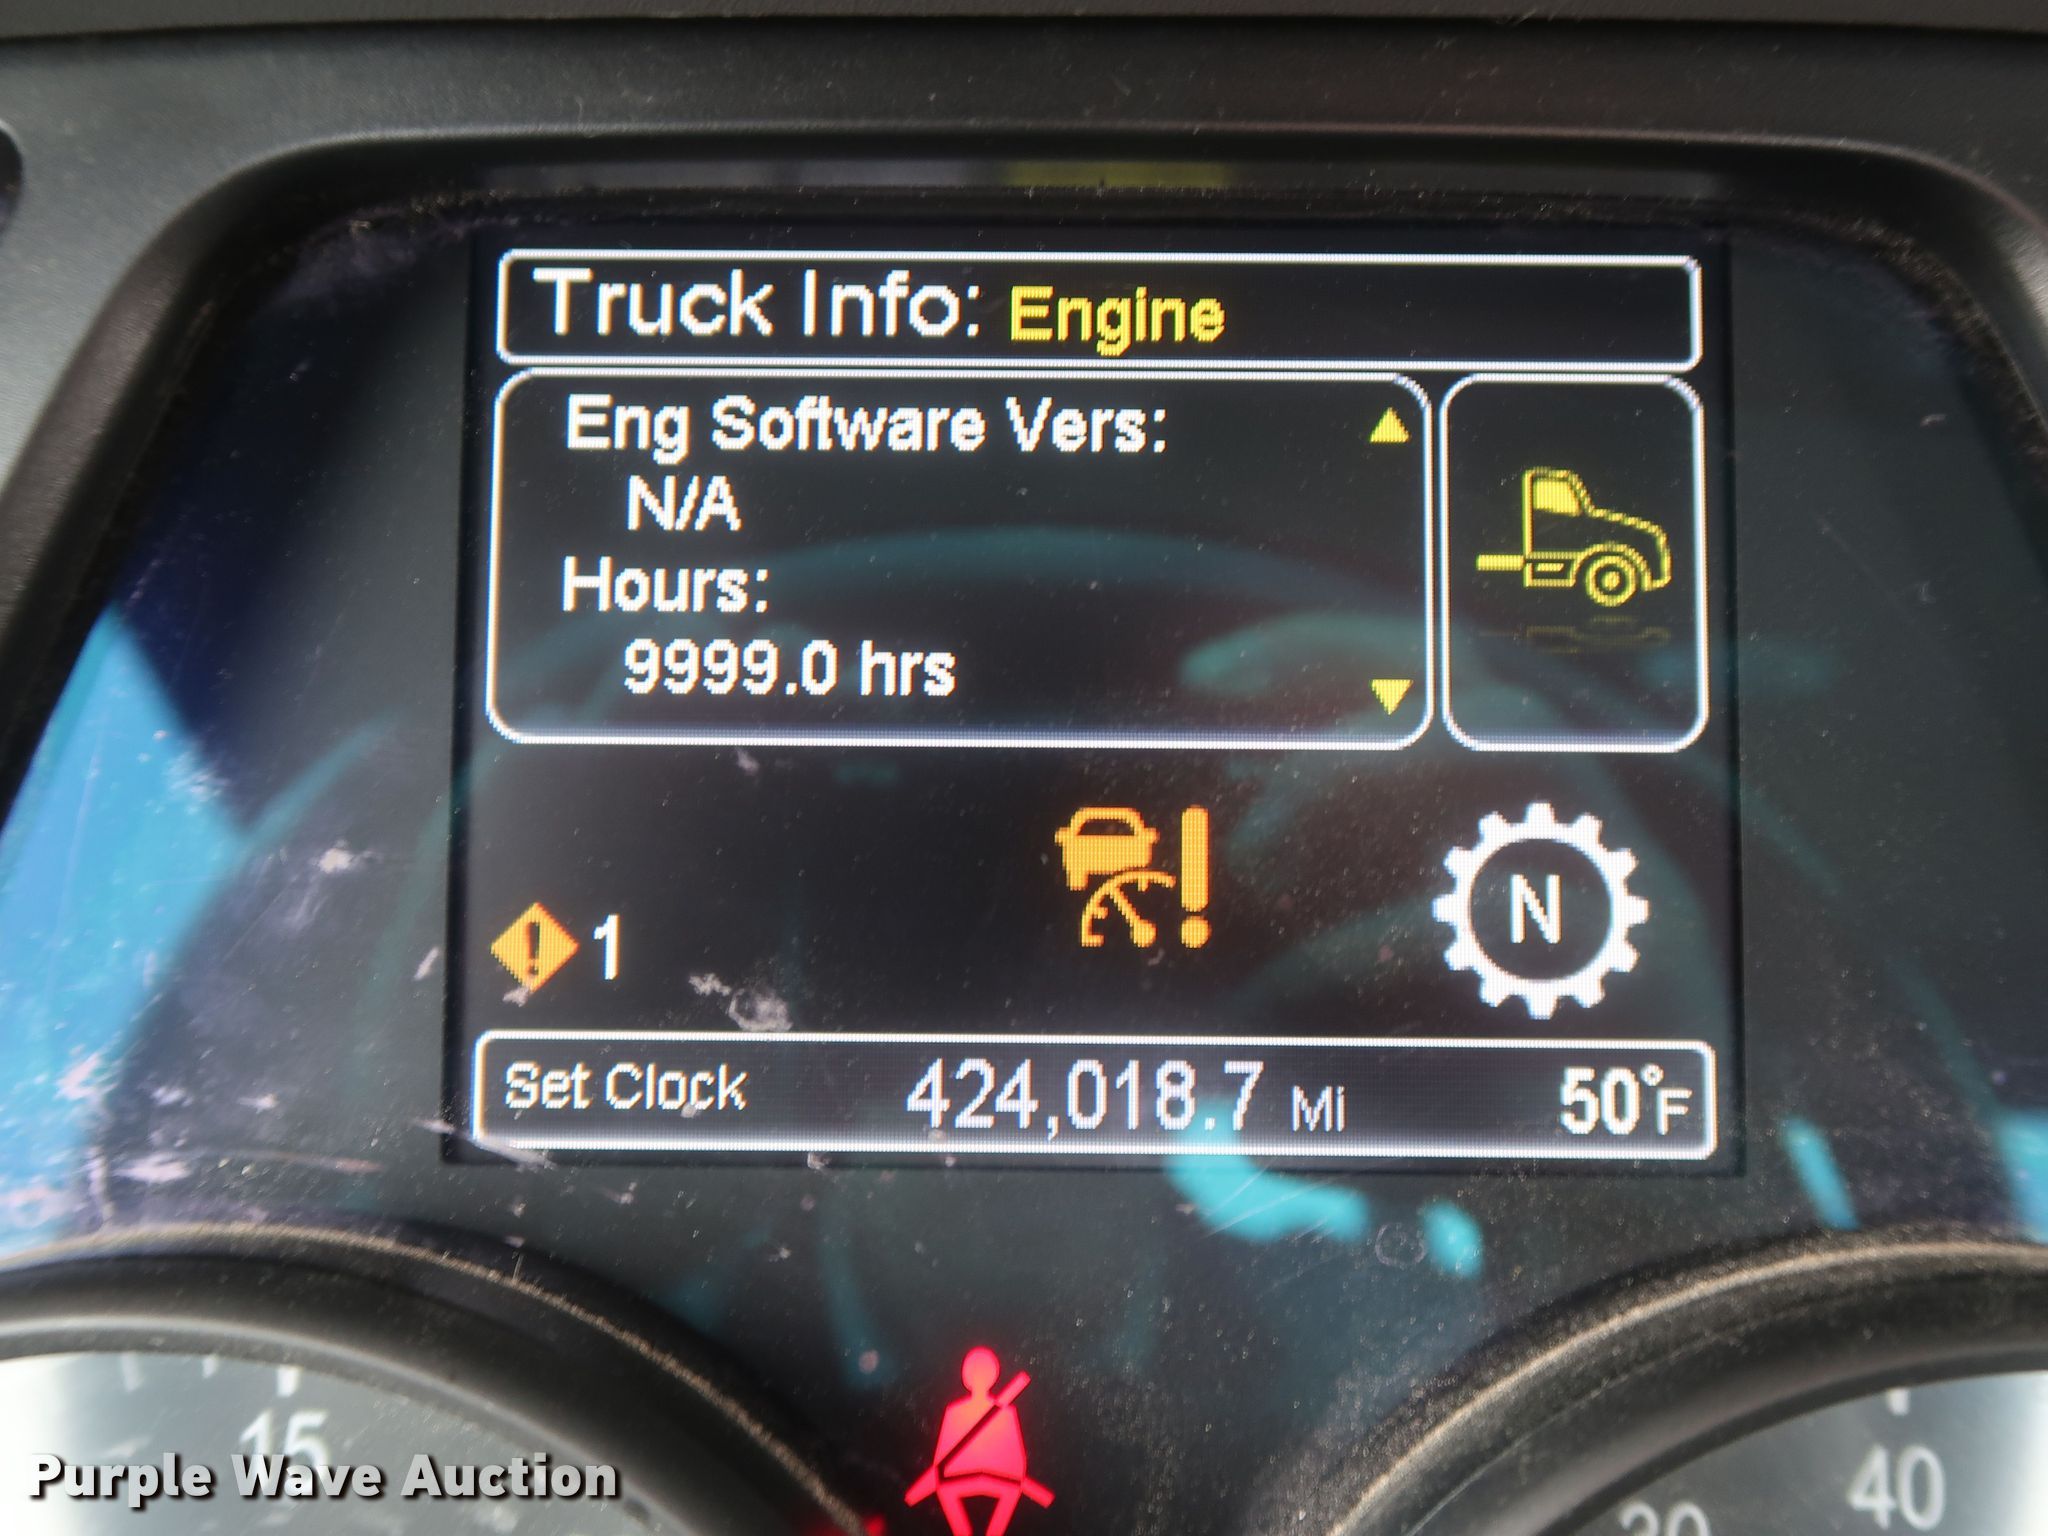 Truck Info: Engine
Eng Software Vers:
N/A
Hours:
9999.0 hrs
N
1
Set Clock 424,018.7 Mi 50°F
15
40
30
Purple Wave Auction